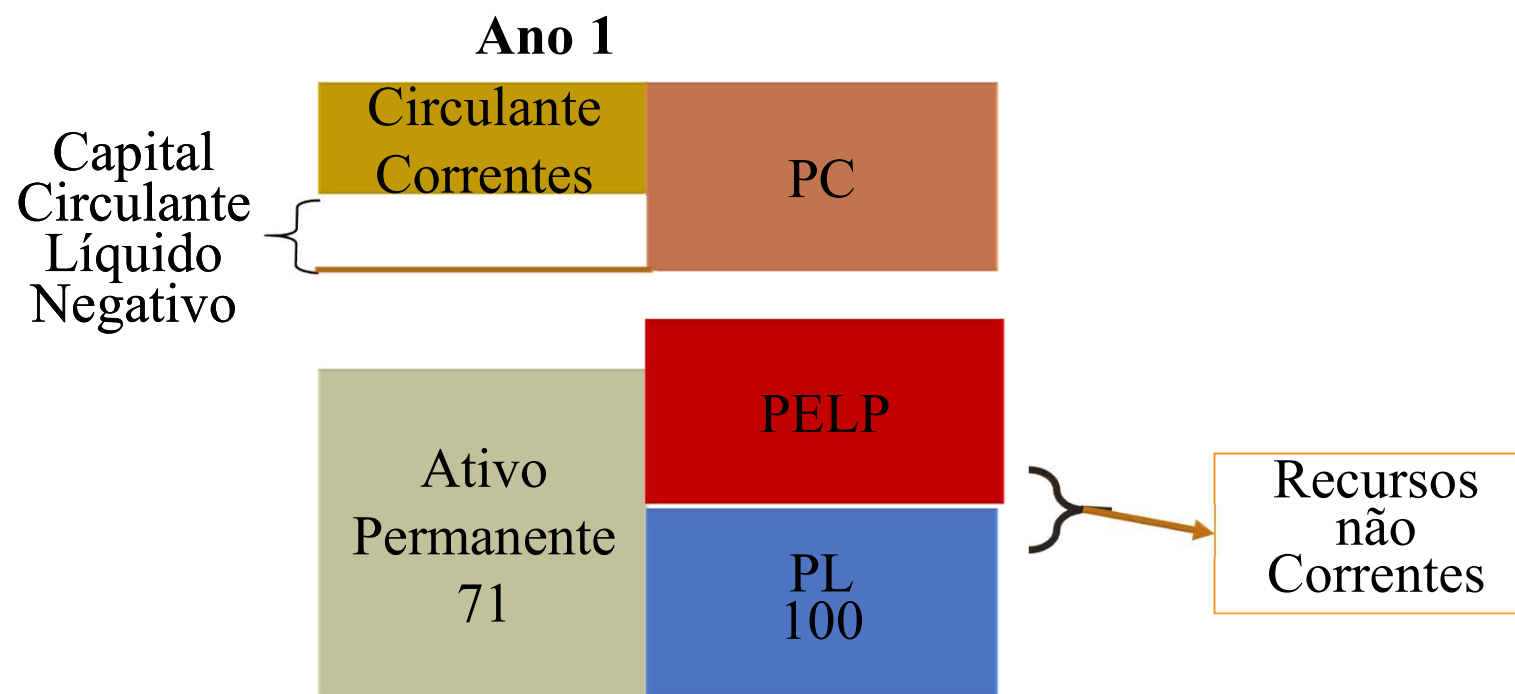 Ano 1
Capital
Circulante
Líquido
Negativo
Circulante
Correntes
PC
Ativo
Permanente
71
PELP
PL
100
Recursos
não
Correntes